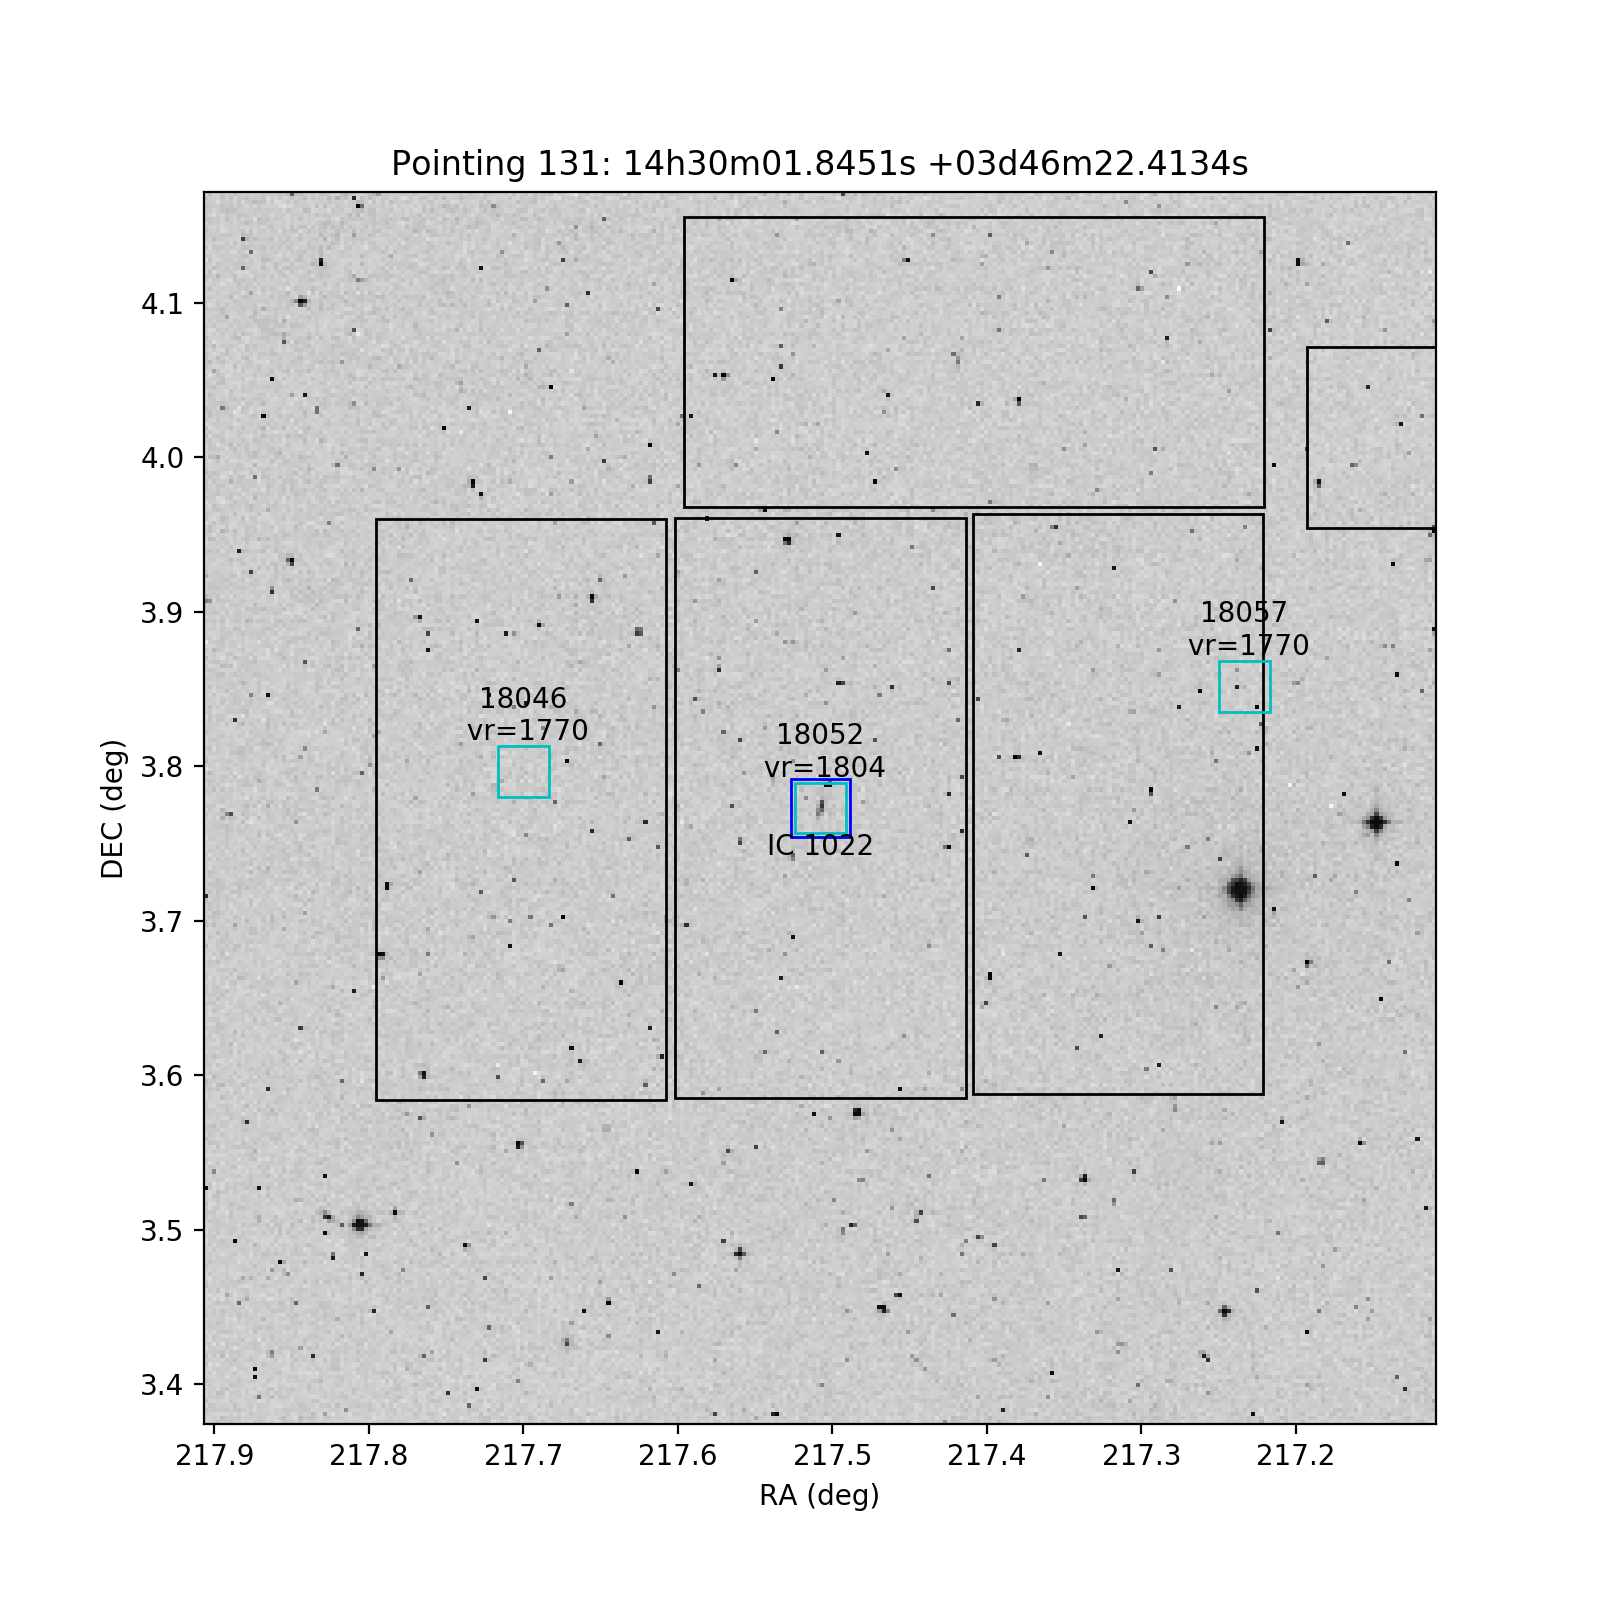 Pointing 131: 14h30m01.8451s +03d46m22.4134s
4.1
4.0
3.9
3.8
3.7
3.6
3.5
3.4
DEC (deg)
18057
vr=1770
18046
vr=1770
18052
vr=1804
IC 1022
217.9 217.8 217.7 217.6 217.5 217.4 217.3 217.2
RA (deg)